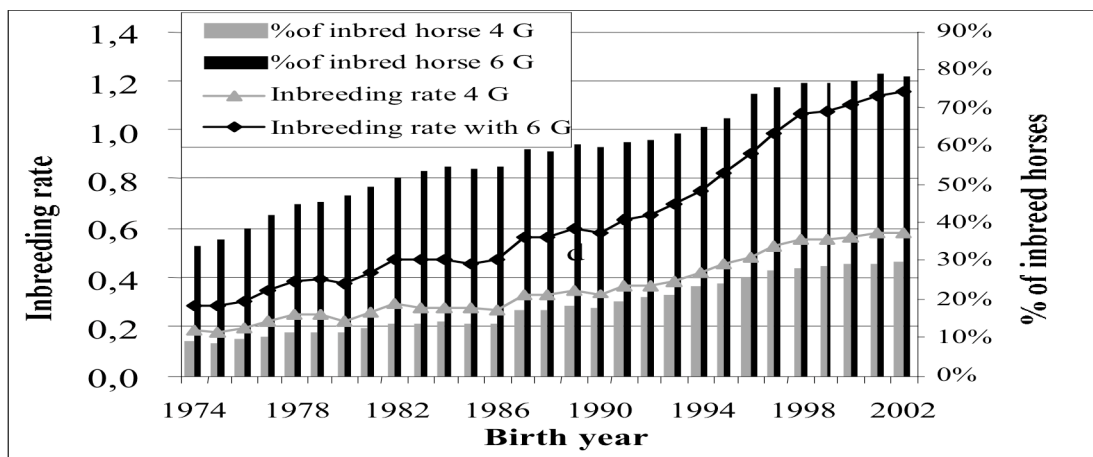 %of inbred horse 4 G
%of inbred horse 6 G
Inbreeding rate 4 G
Inbreeding rate with 6 G
Inbreeding rate
1,4
1,2
1,0
0,8
0,6
0,4
0,2
0,0
d
90%
80%
70%
60%
50%
40%
30%
20%
10%
0%
% of inbreed horses
1974 1978 1982 1986 1990 1994 1998 2002
Birth year